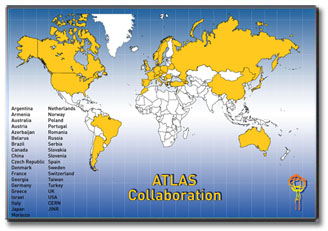 Argentina Netherlands
Armenia Norway
Australia Poland
Austria Portugal
Azerbaijan Romania
Belarus Russia
Brazil Serbia
Canada Slovakia
China Slovenia
Czech Republic Spain
Denmark Sweden
France Switzerland
Georgia Taiwan
Germany Turkey
Greece UK
Israel USA
Italy CERN
Japan JINR
Morocco
ATLAS
Collaboration